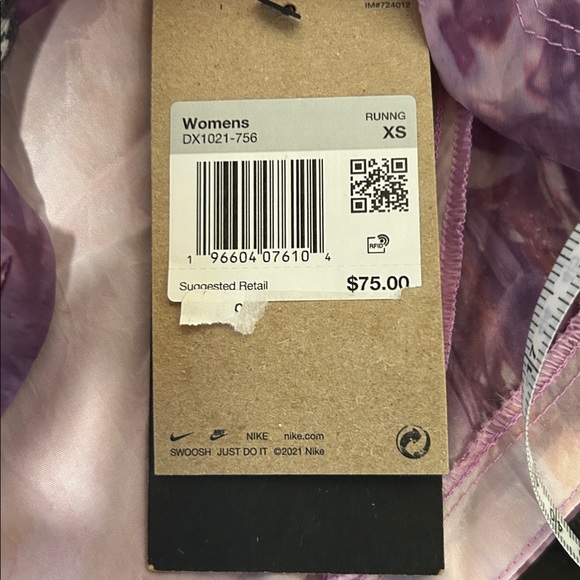 IM#724012
Womens
RUNNG
DX1021-756
XS
1 96604 07610 4
RFID
Suggested Retail
$75.00
NIKE nike.com
SWOOSH JUST DO IT ©2021 Nike